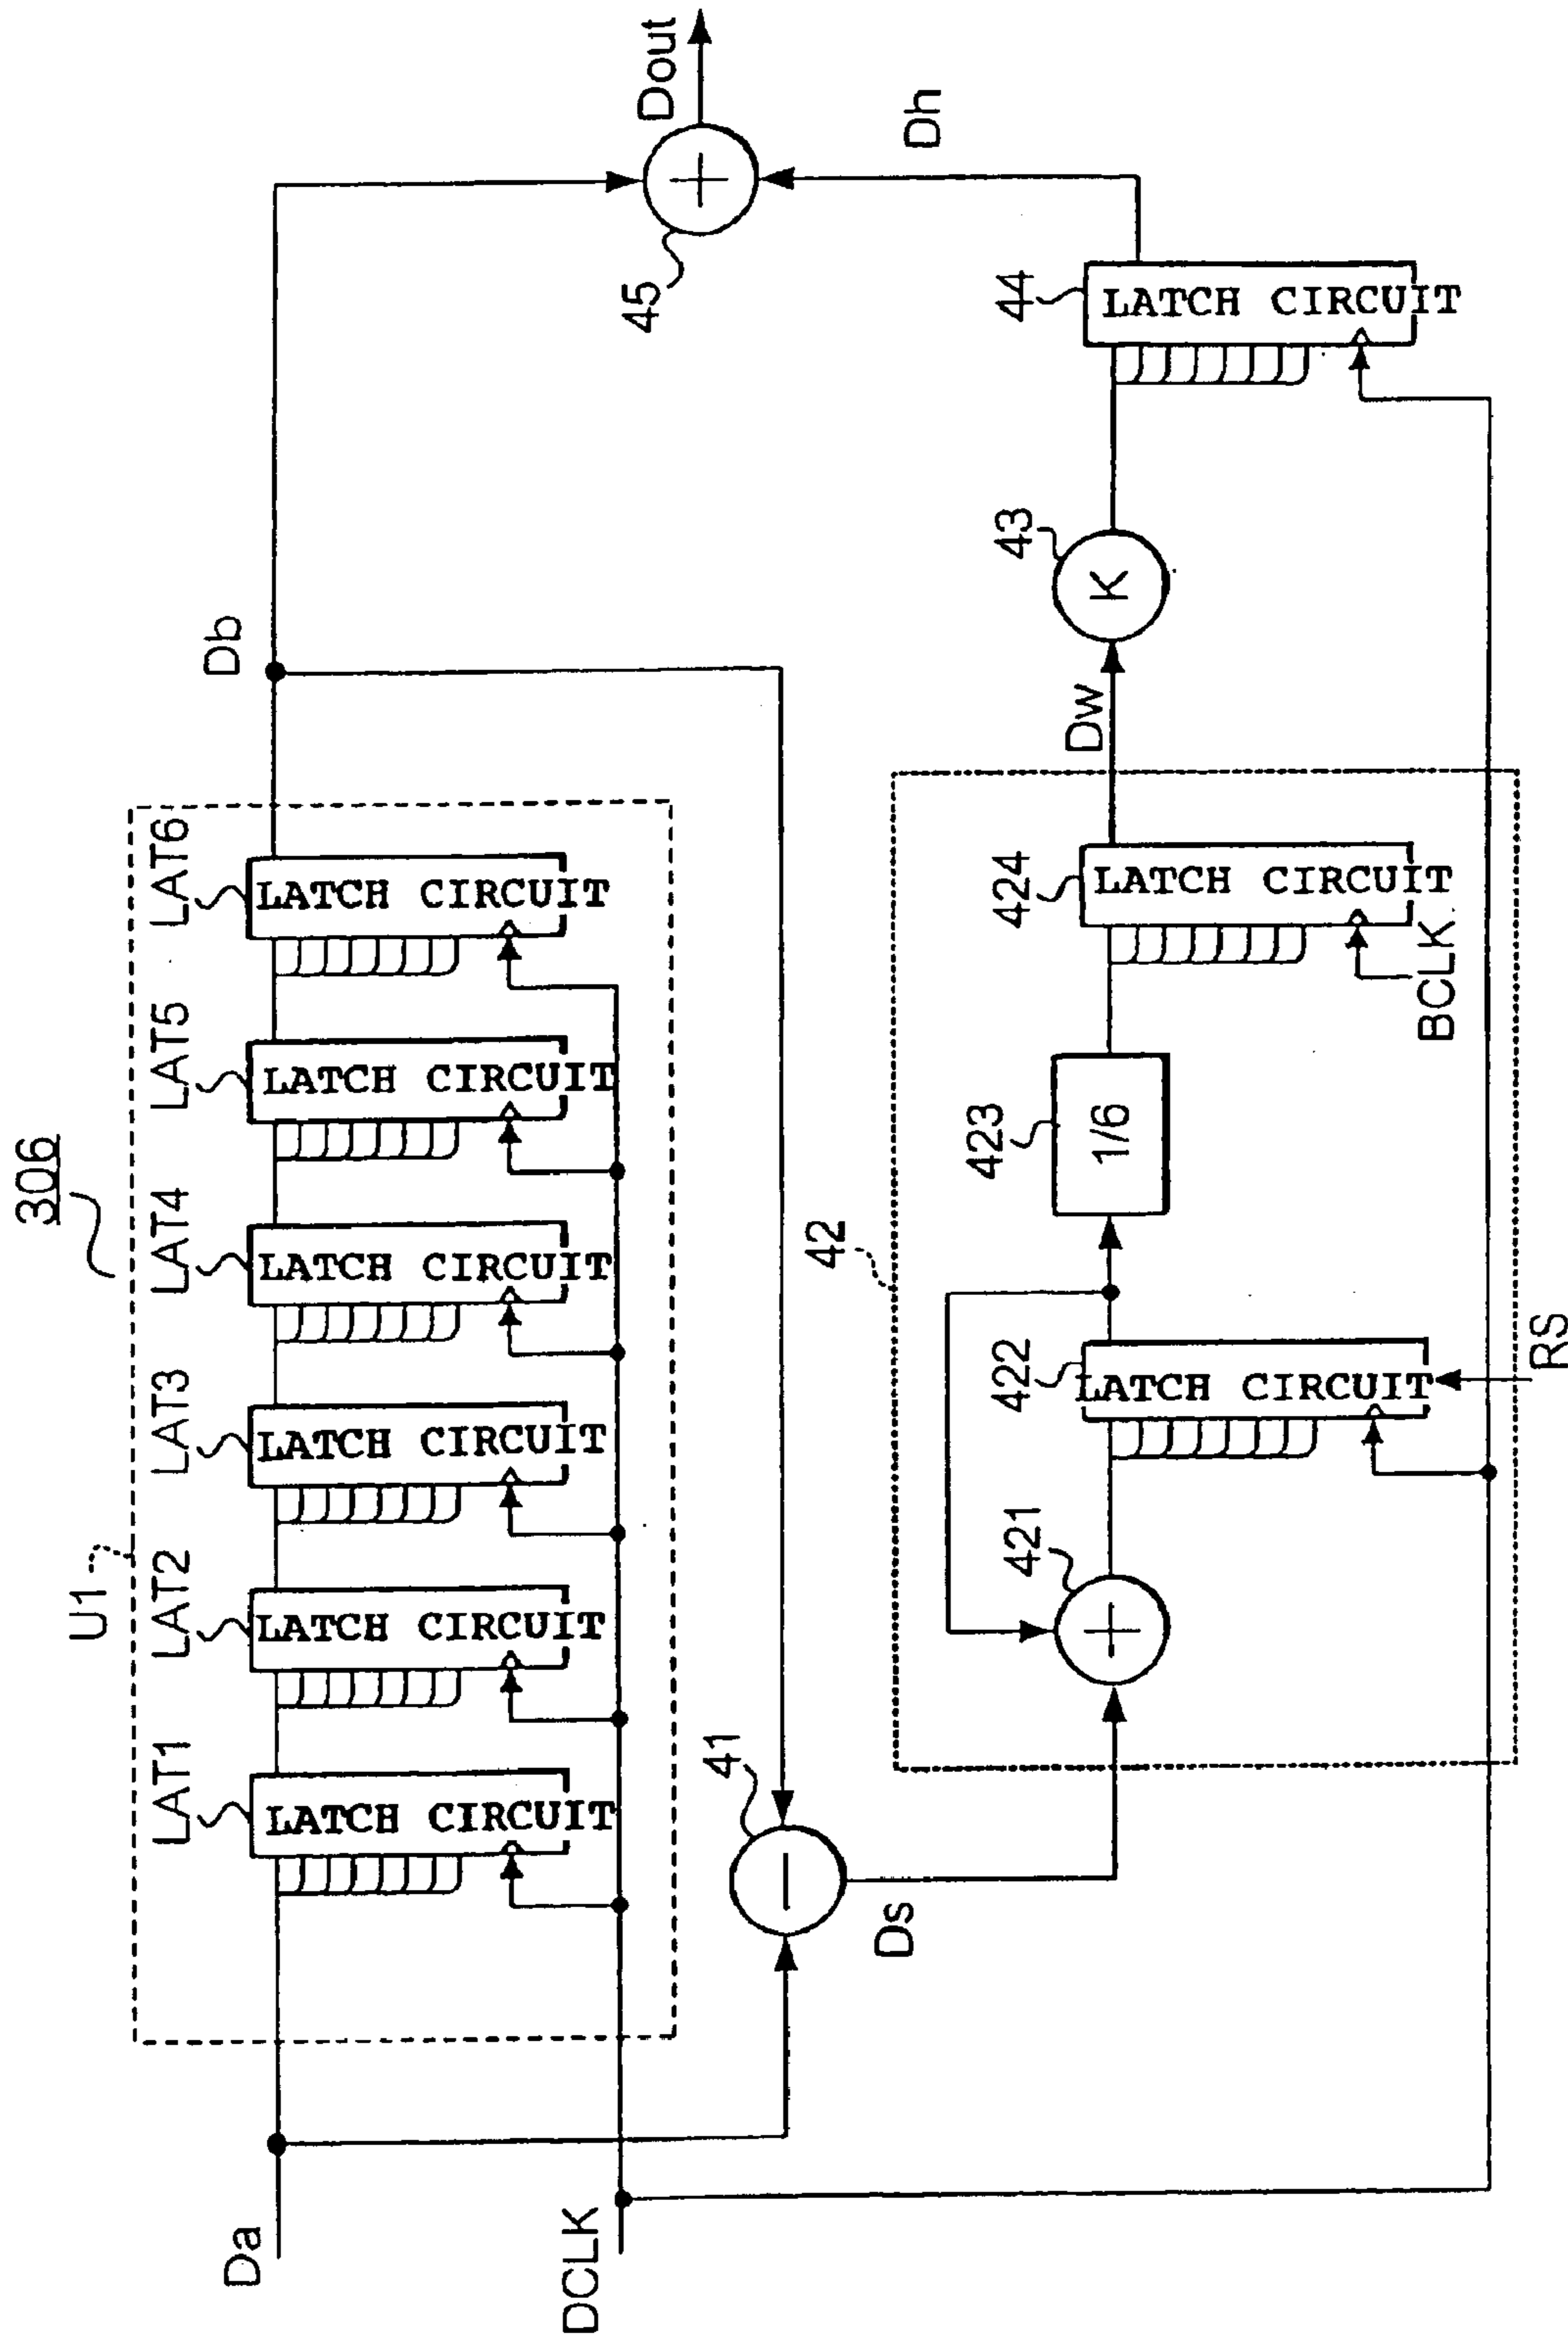 306
U1
LAT1
LAT2
LAT3
LAT4
LAT5
LAT6
LATCH CIRCUIT
LATCH CIRCUIT
LATCH CIRCUIT
LATCH CIRCUIT
LATCH CIRCUIT
LATCH CIRCUIT
Da
Db
DCLK
41
Ds
45
Dout
Dh
42
421
422
423
424
LATCH CIRCUIT
1/6
LATCH CIRCUIT
BCLK
RS
Dw
43
K
44
LATCH CIRCUIT